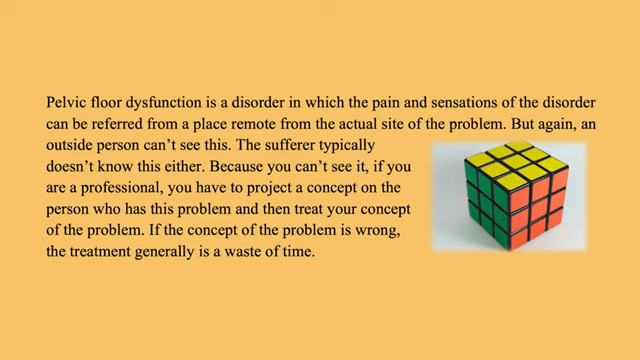 Pelvic floor dysfunction is a disorder in which the pain and sensations of the disorder
can be referred from a place remote from the actual site of the problem. But again, an
outside person can’t see this. The sufferer typically
doesn’t know this either. Because you can’t see it, if you
are a professional, you have to project a concept on the
person who has this problem and then treat your concept
of the problem. If the concept of the problem is wrong,
the treatment generally is a waste of time.